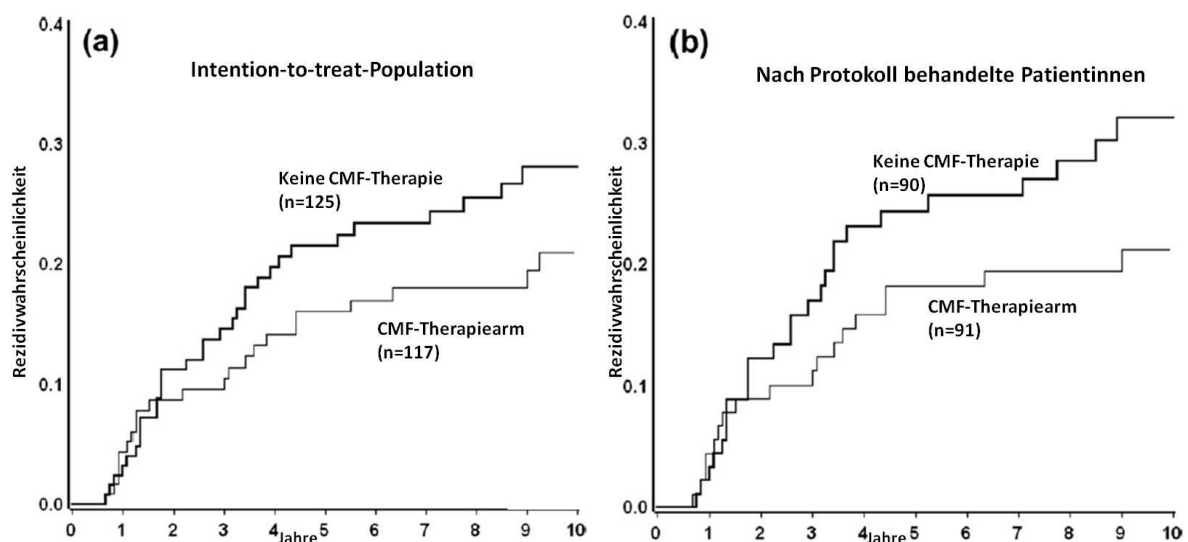 (a)
Intention-to-treat-Population
Rezidivwahrscheinlichkeit
0.4
0.3
0.2
0.1
0.0
Keine CMF-Therapie
(n=125)
CMF-Therapiearm
(n=117)
0 1 2 3 4 5 6 7 8 9 10
Jahre
(b)
Nach Protokoll behandelte Patientinnen
Rezidivwahrscheinlichkeit
0.4
0.3
0.2
0.1
0.0
Keine CMF-Therapie
(n=90)
CMF-Therapiearm
(n=91)
0 1 2 3 4 5 6 7 8 9 10
Jahre